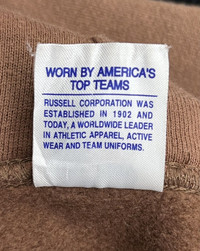 WORN BY AMERICA'S
TOP TEAMS
RUSSELL CORPORATION WAS
ESTABLISHED IN 1902 AND
TODAY, A WORLDWIDE LEADER
IN ATHLETIC APPAREL, ACTIVE
WEAR AND TEAM UNIFORMS.